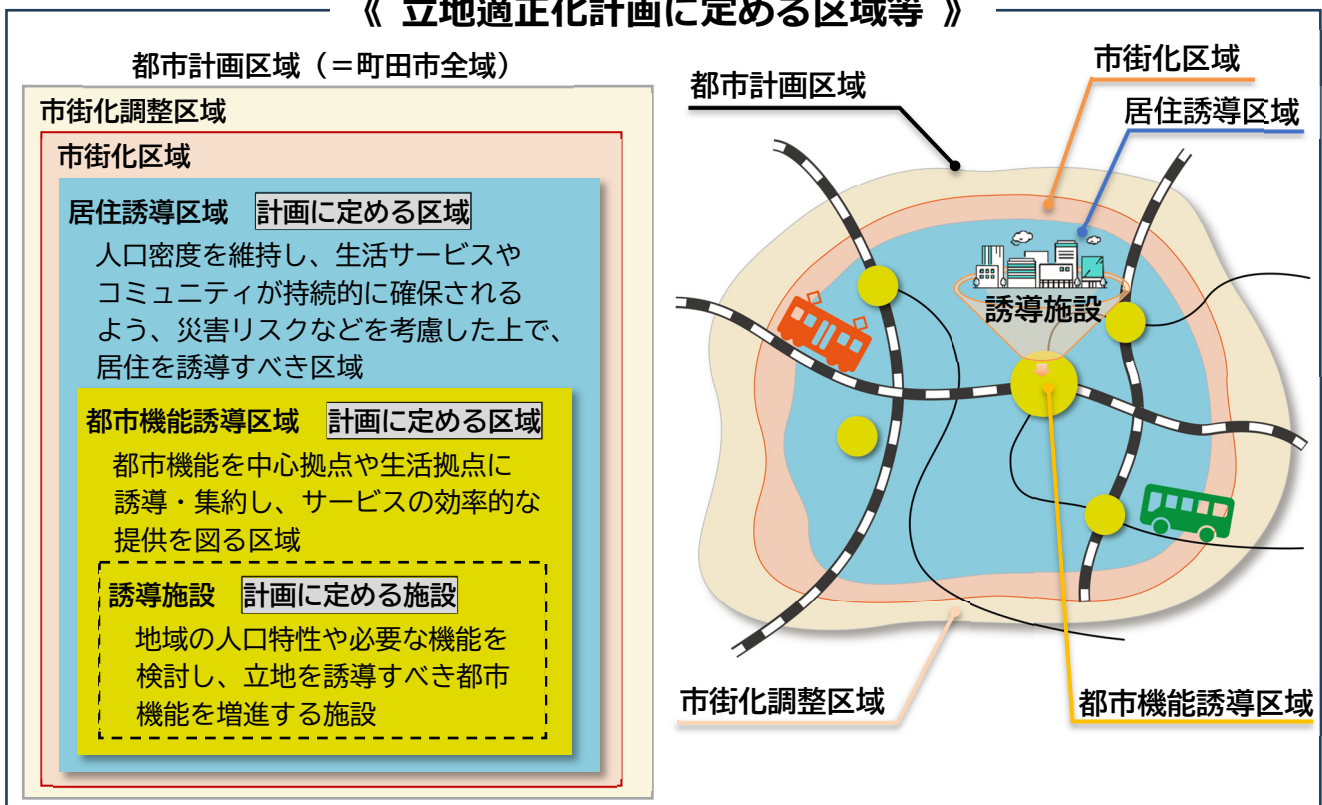 《 立地適正化計画に定める区域等 》
都市計画区域（＝町田市全域）
市街化調整区域
市街化区域
居住誘導区域 計画に定める区域
人口密度を維持し、生活サービスや
コミュニティが持続的に確保される
よう、災害リスクなどを考慮した上で、
居住を誘導すべき区域
都市機能誘導区域 計画に定める区域
都市機能を中心拠点や生活拠点に
誘導・集約し、サービスの効率的な
提供を図る区域
誘導施設 計画に定める施設
地域の人口特性や必要な機能を
検討し、立地を誘導すべき都市
機能を増進する施設
市街化区域
都市計画区域
居住誘導区域
誘導施設
市街化調整区域
都市機能誘導区域